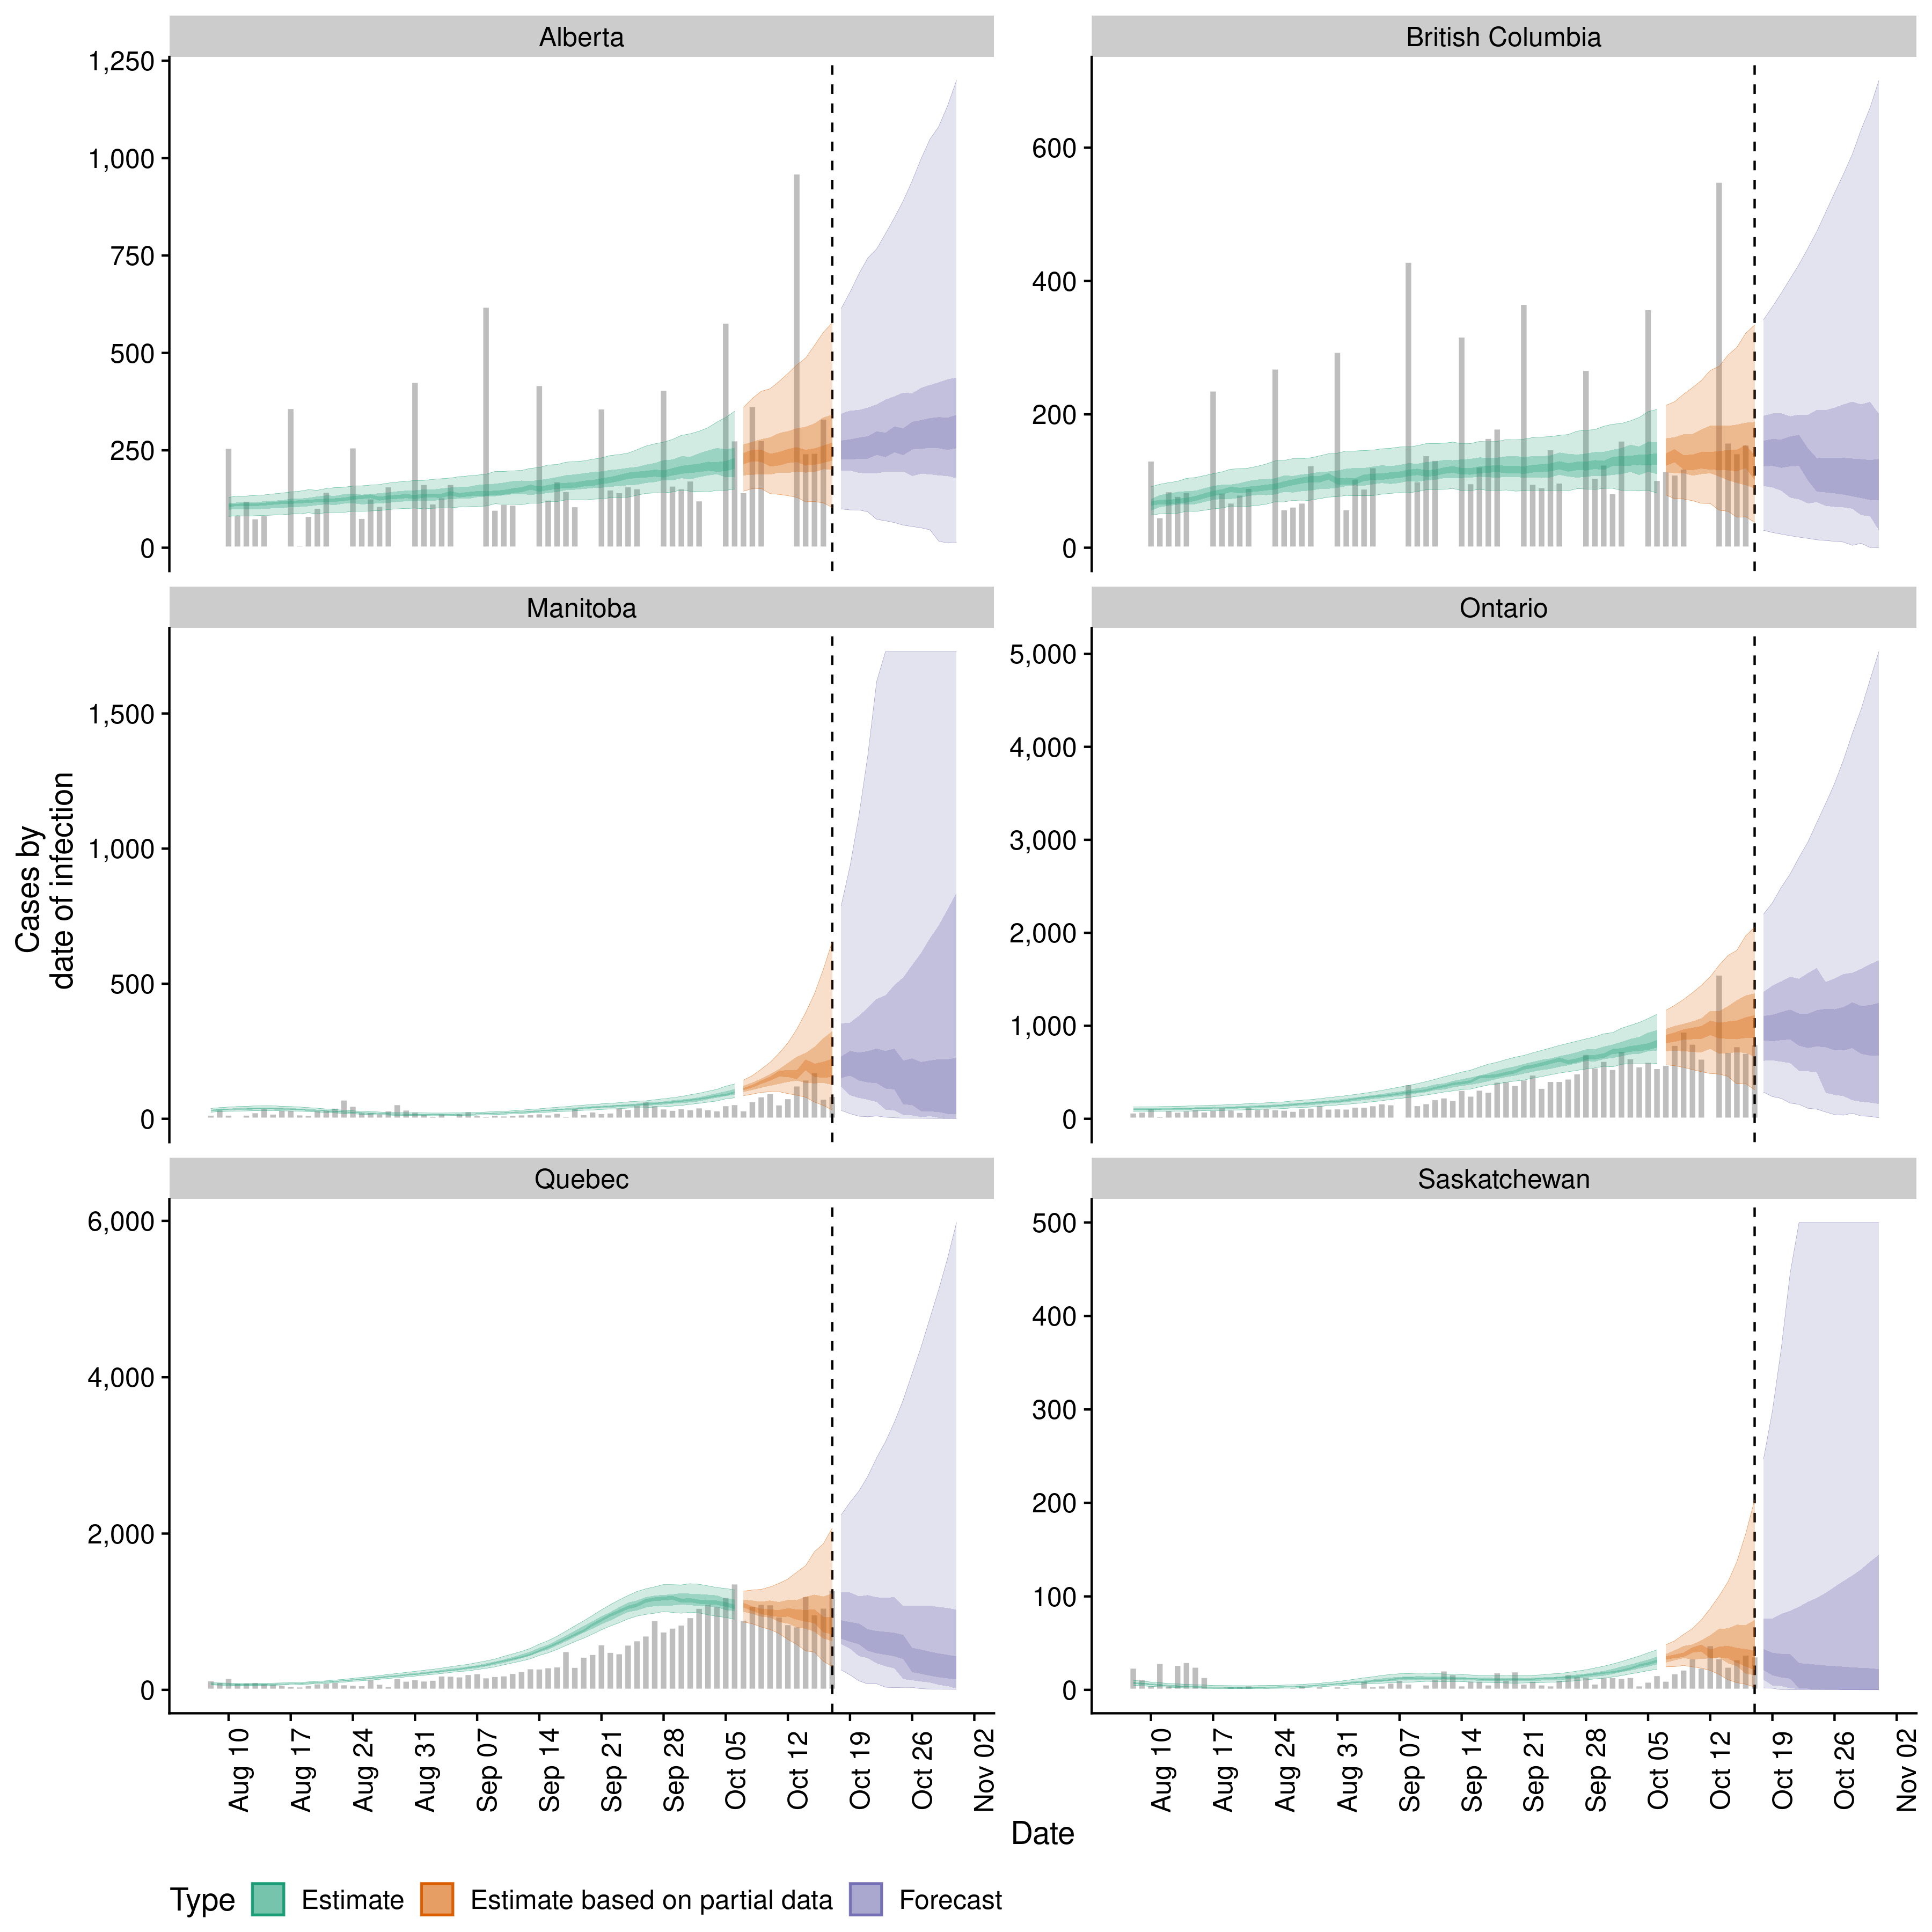 Alberta
British Columbia
1,250
1,000
750
500
250
0
600
400
200
0
Manitoba
Ontario
1,500
1,000
500
0
5,000
4,000
3,000
2,000
1,000
0
Cases by
date of infection
Quebec
Saskatchewan
6,000
4,000
2,000
0
500
400
300
200
100
0
Aug 10
Aug 17
Aug 24
Aug 31
Sep 07
Sep 14
Sep 21
Sep 28
Oct 05
Oct 12
Oct 19
Oct 26
Nov 02
Aug 10
Aug 17
Aug 24
Aug 31
Sep 07
Sep 14
Sep 21
Sep 28
Oct 05
Oct 12
Oct 19
Oct 26
Nov 02
Date
Type Estimate Estimate based on partial data Forecast